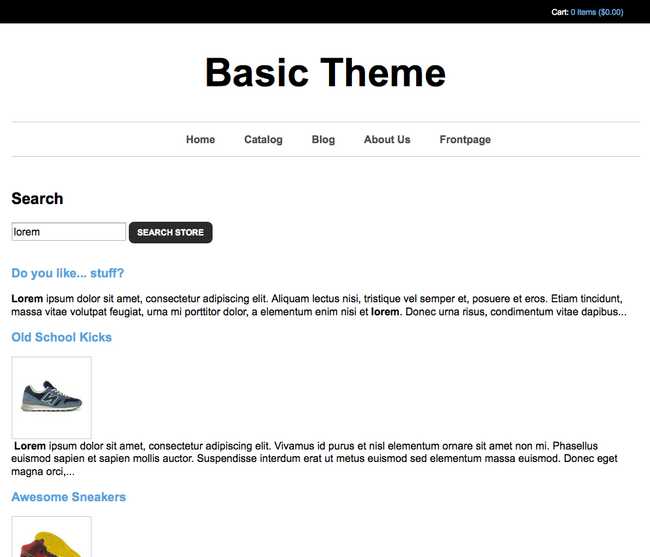 Cart: 0 items ($0.00)
Basic Theme
Home Catalog Blog About Us Frontpage
Search
lorem SEARCH STORE
Do you like... stuff?
Lorem ipsum dolor sit amet, consectetur adipiscing elit. Aliquam lectus nisi, tristique vel semper et, posuere et eros. Etiam tincidunt,
massa vitae volutpat feugiat, urna mi porttitor dolor, a elementum enim nisi et lorem. Donec urna risus, condimentum vitae dapibus...
Old School Kicks
Lorem ipsum dolor sit amet, consectetur adipiscing elit. Vivamus id purus et nisl elementum ornare sit amet non mi. Phasellus
euismod sapien et sapien mollis auctor. Suspendisse interdum erat ut metus euismod sed elementum massa euismod. Donec eget
magna orci,...
Awesome Sneakers